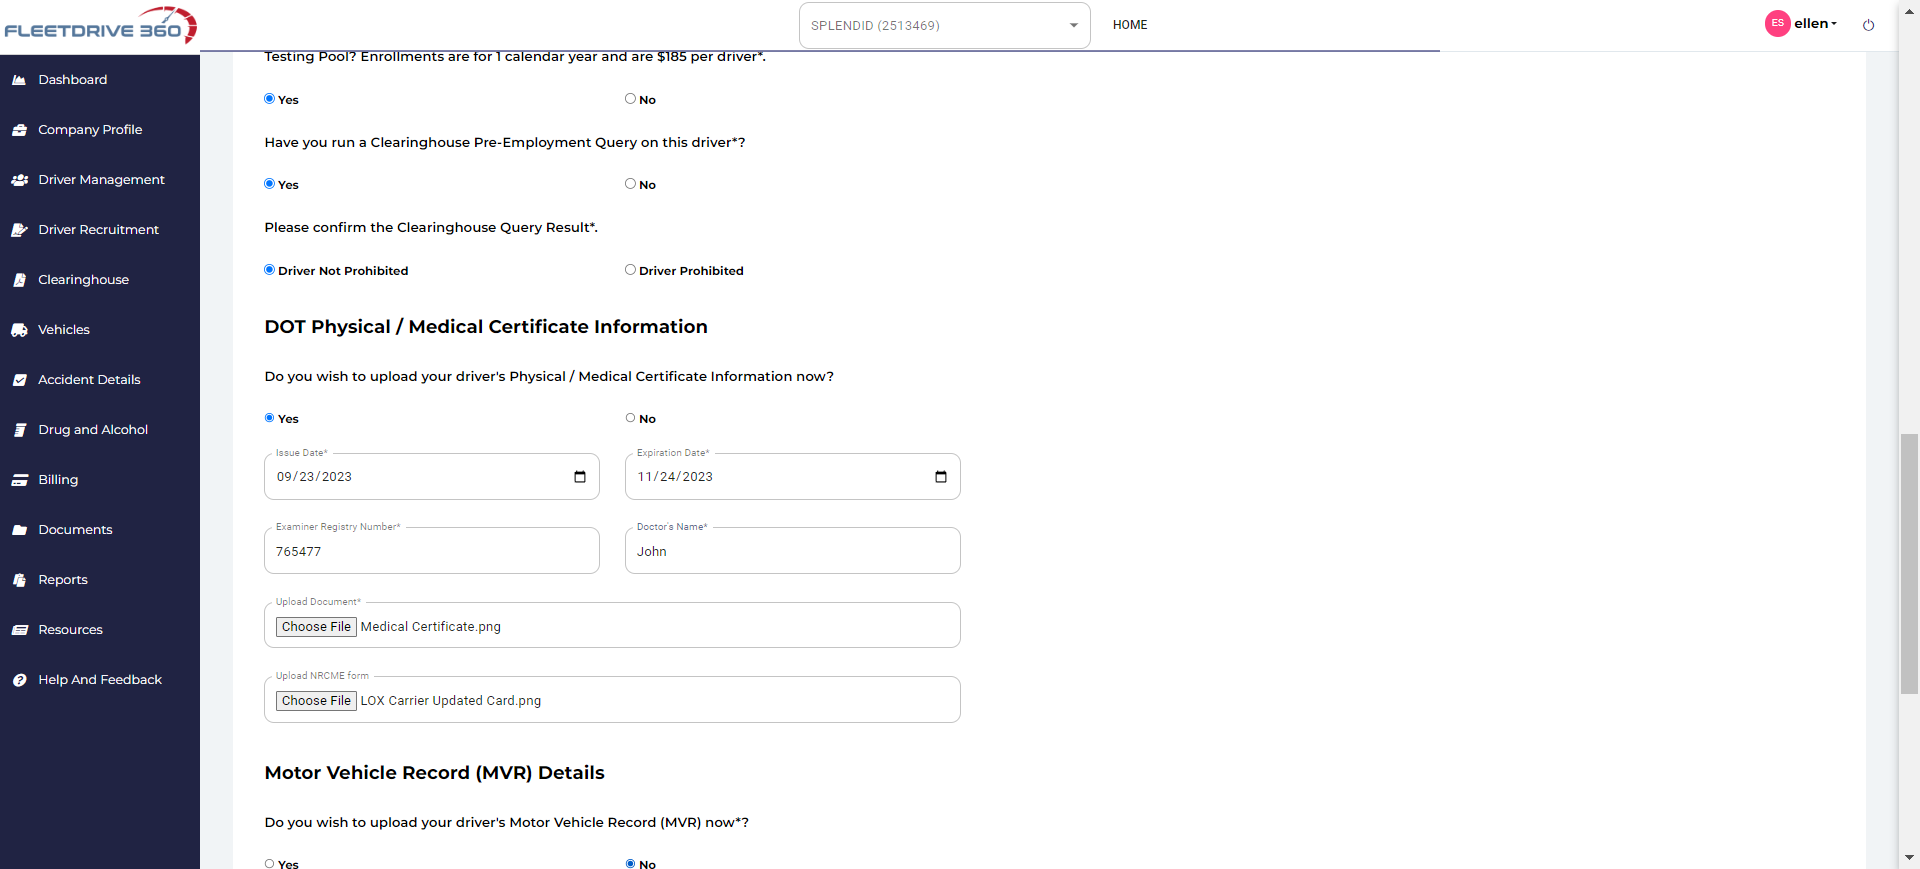 FLEETDRIVE 360
SPLENDID (2513469)
HOME
ES
ellen
Dashboard
Company Profile
Driver Management
Driver Recruitment
Clearinghouse
Vehicles
Accident Details
Drug and Alcohol
Billing
Documents
Reports
Resources
Help And Feedback
Testing Pool? Enrollments are for 1 calendar year and are $185 per driver*.
Yes
No
Have you run a Clearinghouse Pre-Employment Query on this driver*?
Yes
No
Please confirm the Clearinghouse Query Result*.
Driver Not Prohibited
Driver Prohibited
DOT Physical / Medical Certificate Information
Do you wish to upload your driver's Physical / Medical Certificate Information now?
Yes
No
Issue Date*
09/23/2023
Expiration Date*
11/24/2023
Examiner Registry Number*
765477
Doctor's Name*
John
Upload Document*
Choose File Medical Certificate.png
Upload NRCME form
Choose File LOX Carrier Updated Card.png
Motor Vehicle Record (MVR) Details
Do you wish to upload your driver's Motor Vehicle Record (MVR) now*?
Yes
No